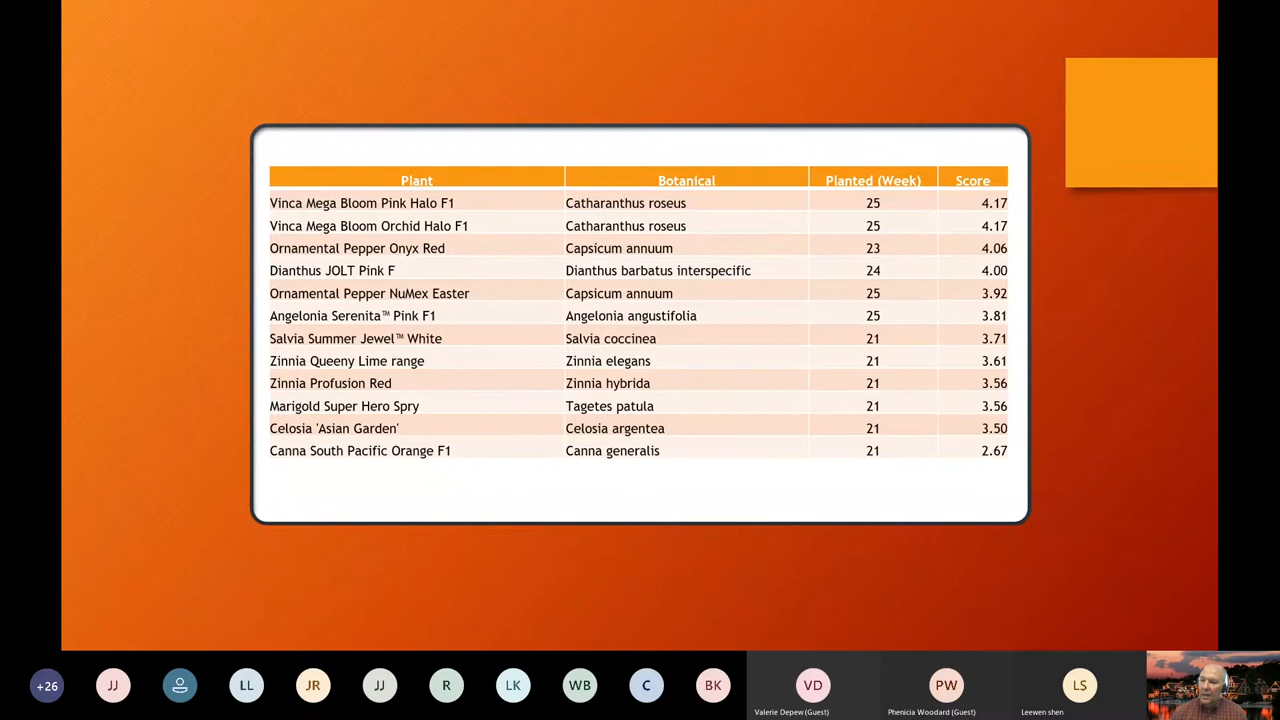 Plant Botanical Planted (Week) Score
Vinca Mega Bloom Pink Halo F1 Catharanthus roseus 25 4.17
Vinca Mega Bloom Orchid Halo F1 Catharanthus roseus 25 4.17
Ornamental Pepper Onyx Red Capsicum annuum 23 4.06
Dianthus JOLT Pink F Dianthus barbatus interspecific 24 4.00
Ornamental Pepper NuMex Easter Capsicum annuum 25 3.92
Angelonia Serenita™ Pink F1 Angelonia angustifolia 25 3.81
Salvia Summer Jewel™ White Salvia coccinea 21 3.71
Zinnia Queeny Lime range Zinnia elegans 21 3.61
Zinnia Profusion Red Zinnia hybrida 21 3.56
Marigold Super Hero Spry Tagetes patula 21 3.56
Celosia 'Asian Garden' Celosia argentea 21 3.50
Canna South Pacific Orange F1 Canna generalis 21 2.67
+26 JJ LL JR JJ R LK WB C BK VD PW LS
Valerie Depew (Guest) Phenicia Woodard (Guest) Leewen shen